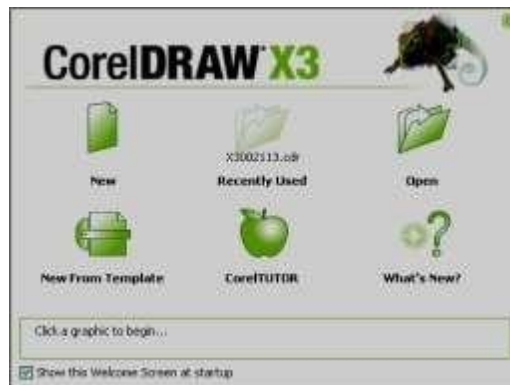 CorelDRAW X3
X3002113.cdr
New
Recently Used
Open
New From Template
CorelTUTOR
What's New?
Click a graphic to begin...
Show this Welcome Screen at startup